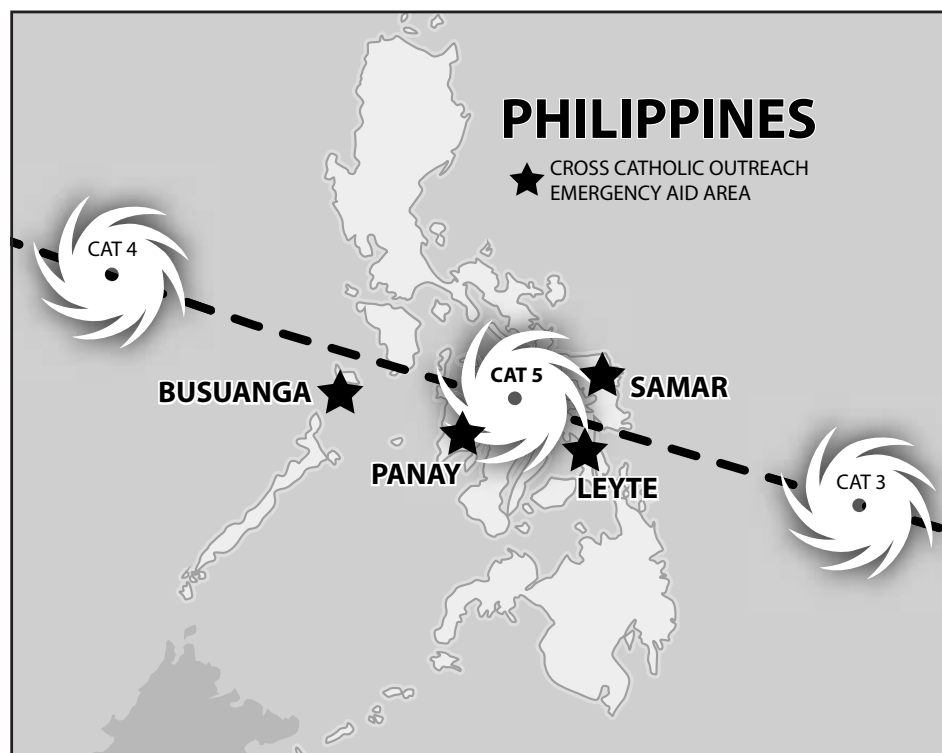 PHILIPPINES
CROSS CATHOLIC OUTREACH
EMERGENCY AID AREA
CAT 4
CAT 5
BUSUANGA
SAMAR
PANAY
LEYTE
CAT 3